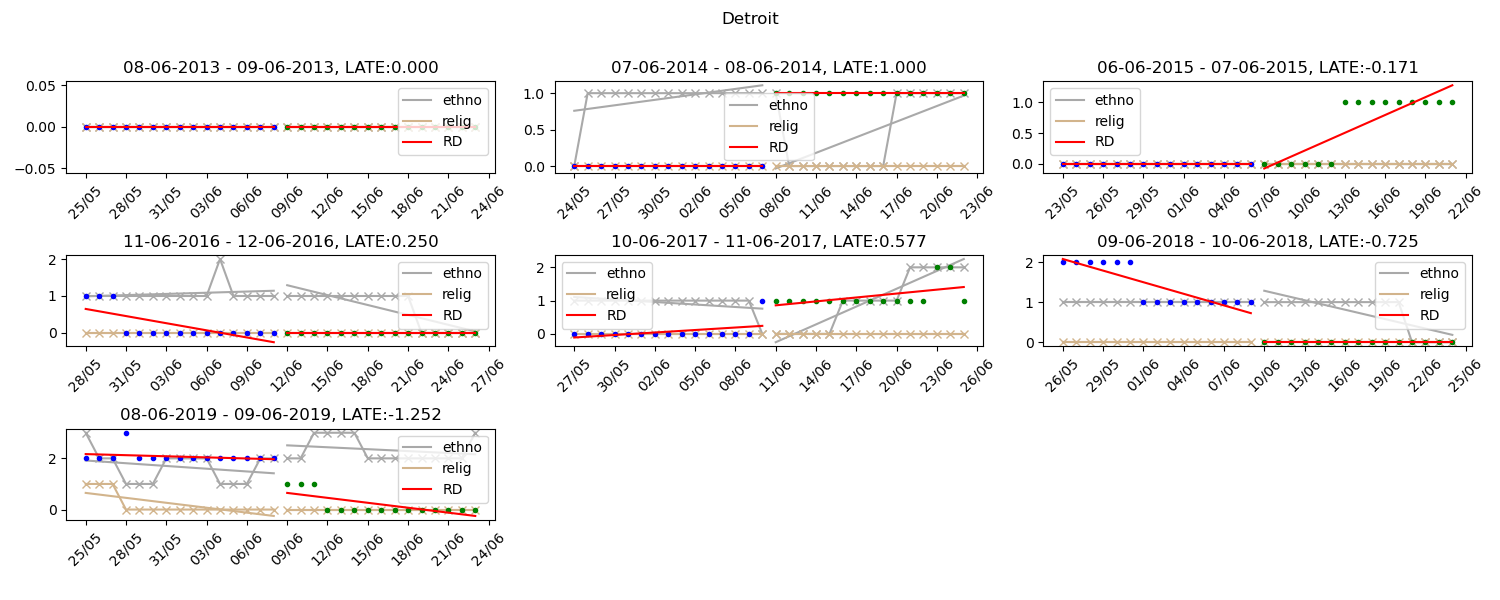 Detroit
08-06-2013 - 09-06-2013, LATE:0.000
0.05
0.00
−0.05
ethno
relig
RD
25/05 28/05 31/05 03/06 06/06 09/06 12/06 15/06 18/06 21/06 24/06
07-06-2014 - 08-06-2014, LATE:1.000
1.0
0.5
0.0
ethno
relig
RD
24/05 27/05 30/05 02/06 05/06 08/06 11/06 14/06 17/06 20/06 23/06
06-06-2015 - 07-06-2015, LATE:-0.171
1.0
0.5
0.0
ethno
relig
RD
23/05 26/05 29/05 01/06 04/06 07/06 10/06 13/06 16/06 19/06 22/06
11-06-2016 - 12-06-2016, LATE:0.250
2
1
0
ethno
relig
RD
28/05 31/05 03/06 06/06 09/06 12/06 15/06 18/06 21/06 24/06 27/06
10-06-2017 - 11-06-2017, LATE:0.577
2
1
0
ethno
relig
RD
27/05 30/05 02/06 05/06 08/06 11/06 14/06 17/06 20/06 23/06 26/06
09-06-2018 - 10-06-2018, LATE:-0.725
2
1
0
ethno
relig
RD
26/05 29/05 01/06 04/06 07/06 10/06 13/06 16/06 19/06 22/06 25/06
08-06-2019 - 09-06-2019, LATE:-1.252
2
0
ethno
relig
RD
25/05 28/05 31/05 03/06 06/06 09/06 12/06 15/06 18/06 21/06 24/06